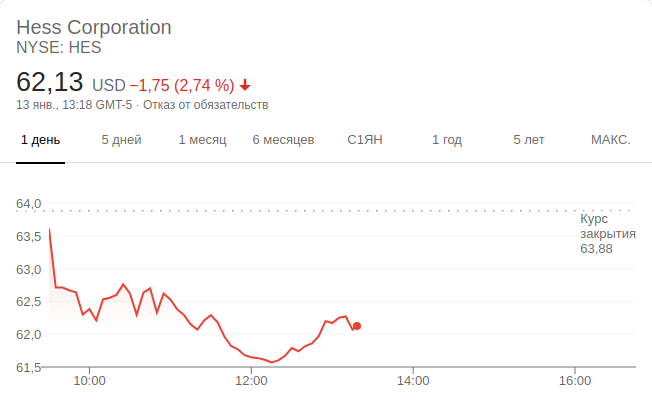 Hess Corporation
NYSE: HES
62,13 USD −1,75 (2,74 %)
13 янв., 13:18 GMT-5 · Отказ от обязательств
1 день 5 дней 1 месяц 6 месяцев С1ЯН 1 год 5 лет МАКС.
64,0
Курс
закрытия
63,88
63,5
63,0
62,5
62,0
61,5
10:00 12:00 14:00 16:00